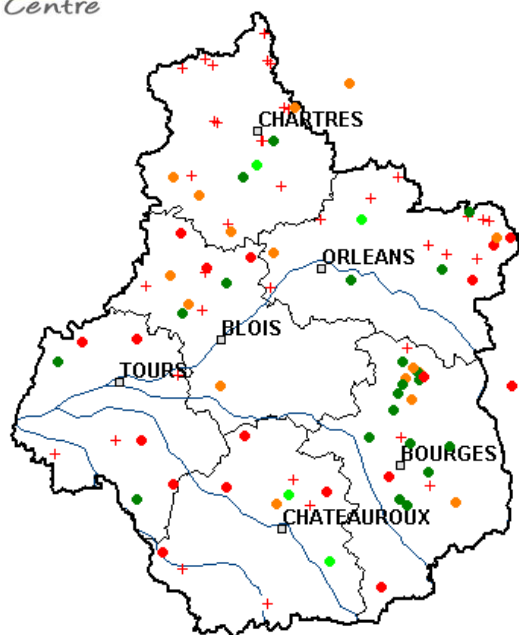 Centre
CHARTRES
ORLEANS
BLOIS
TOURS
BOURGES
CHATEAUROUX